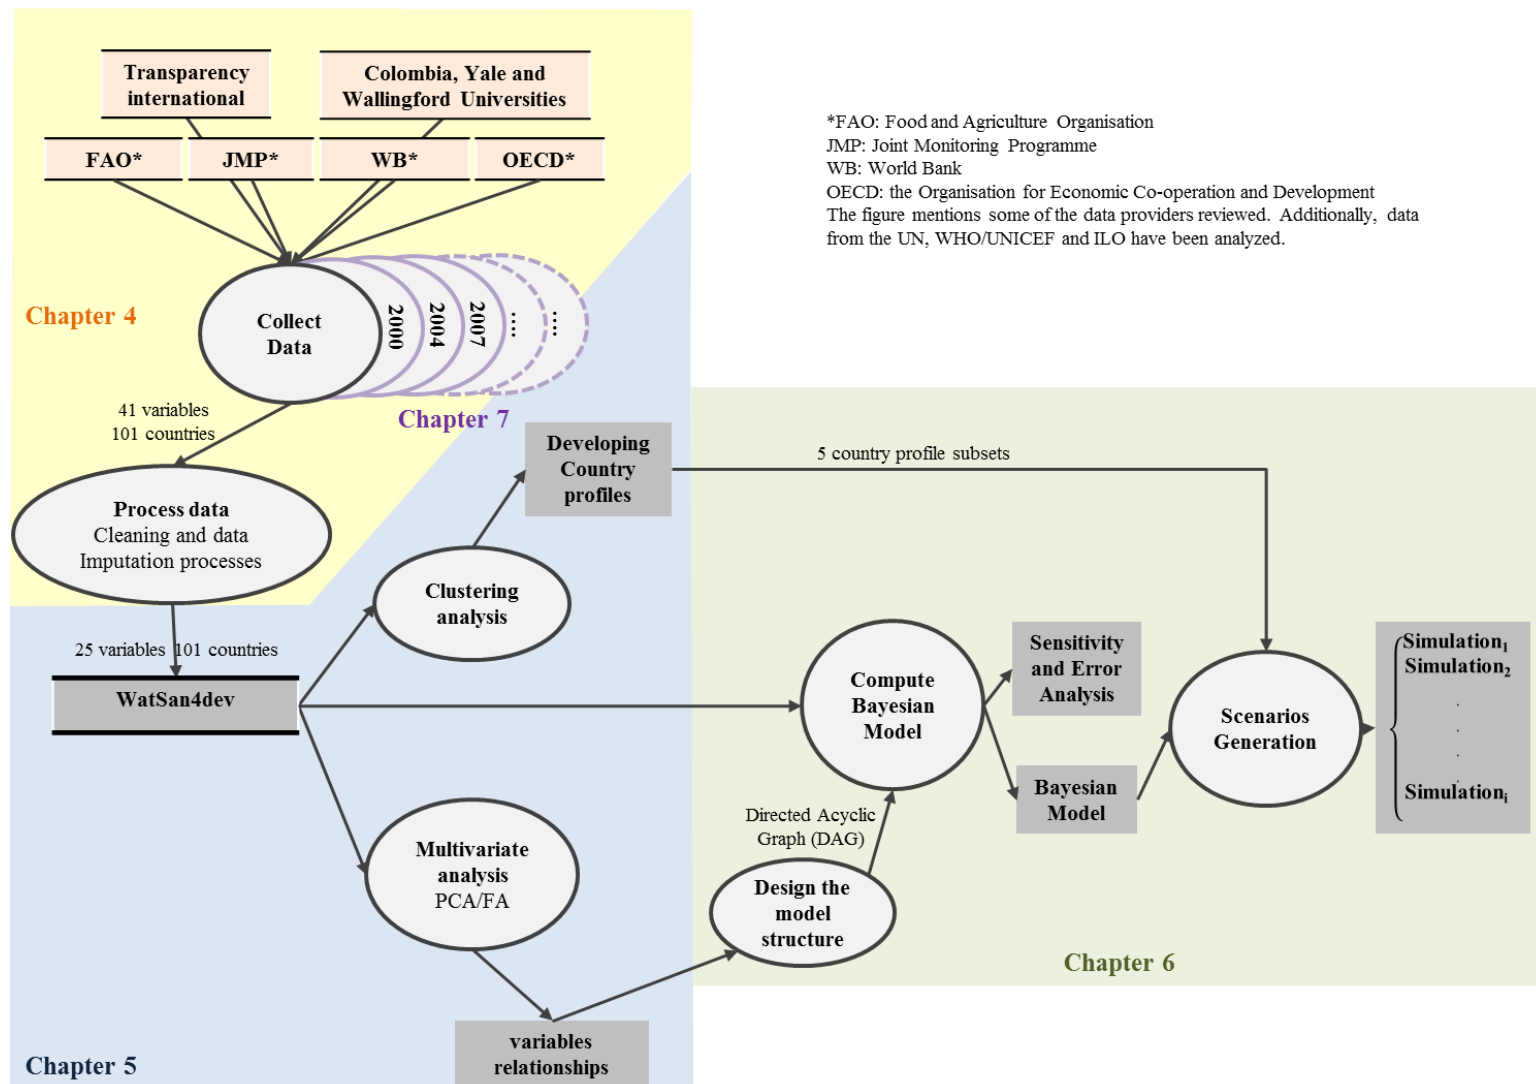 Transparency
international
Colombia, Yale and
Wallingford Universities
FAO*
JMP*
WB*
OECD*
*FAO: Food and Agriculture Organisation
JMP: Joint Monitoring Programme
WB: World Bank
OECD: the Organisation for Economic Co-operation and Development
The figure mentions some of the data providers reviewed. Additionally, data
from the UN, WHO/UNICEF and ILO have been analyzed.
Chapter 4
Collect
Data
2000
2004
2007
....
....
Chapter 7
41 variables
101 countries
Process data
Cleaning and data
Imputation processes
Developing
Country
profiles
5 country profile subsets
Clustering
analysis
25 variables 101 countries
WatSan4dev
Compute
Bayesian
Model
Sensitivity
and Error
Analysis
Scenarios
Generation
Simulation1
Simulation2
.
.
.
.
Simulationi
Bayesian
Model
Directed Acyclic
Graph (DAG)
Multivariate
analysis
PCA/FA
Design the
model
structure
Chapter 6
variables
relationships
Chapter 5